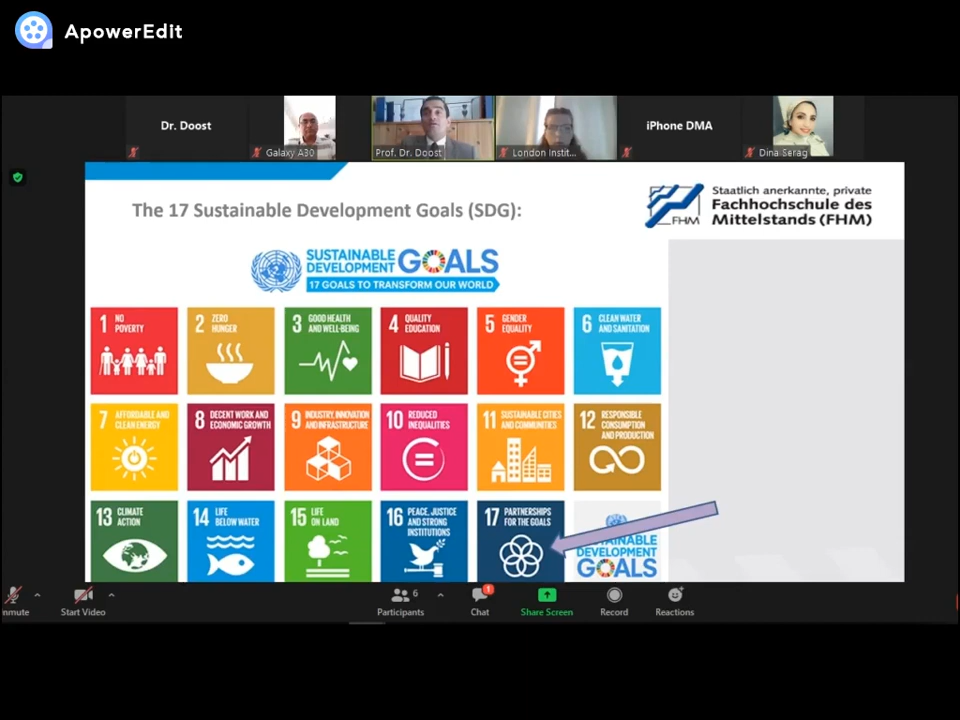 ApowerEdit
Dr. Doost
Galaxy A30
Prof. Dr. Doost
London Instit...
iPhone DMA
Dina Serag
The 17 Sustainable Development Goals (SDG):
FHM
Staatlich anerkannte, private
Fachhochschule des
Mittelstands (FHM)
SUSTAINABLE
DEVELOPMENT
GOALS
17 GOALS TO TRANSFORM OUR WORLD
1 NO
POVERTY
2 ZERO
HUNGER
3 GOOD HEALTH
AND WELL-BEING
4 QUALITY
EDUCATION
5 GENDER
EQUALITY
6 CLEAN WATER
AND SANITATION
7 AFFORDABLE AND
CLEAN ENERGY
8 DECENT WORK AND
ECONOMIC GROWTH
9 INDUSTRY, INNOVATION
AND INFRASTRUCTURE
10 REDUCED
INEQUALITIES
11 SUSTAINABLE CITIES
AND COMMUNITIES
12 RESPONSIBLE
CONSUMPTION
AND PRODUCTION
13 CLIMATE
ACTION
14 LIFE
BELOW WATER
15 LIFE
ON LAND
16 PEACE, JUSTICE
AND STRONG
INSTITUTIONS
17 PARTNERSHIPS
FOR THE GOALS
DEVELOPMENT
GOALS
mute
Start Video
Participants
6
Chat
1
Share Screen
Record
Reactions